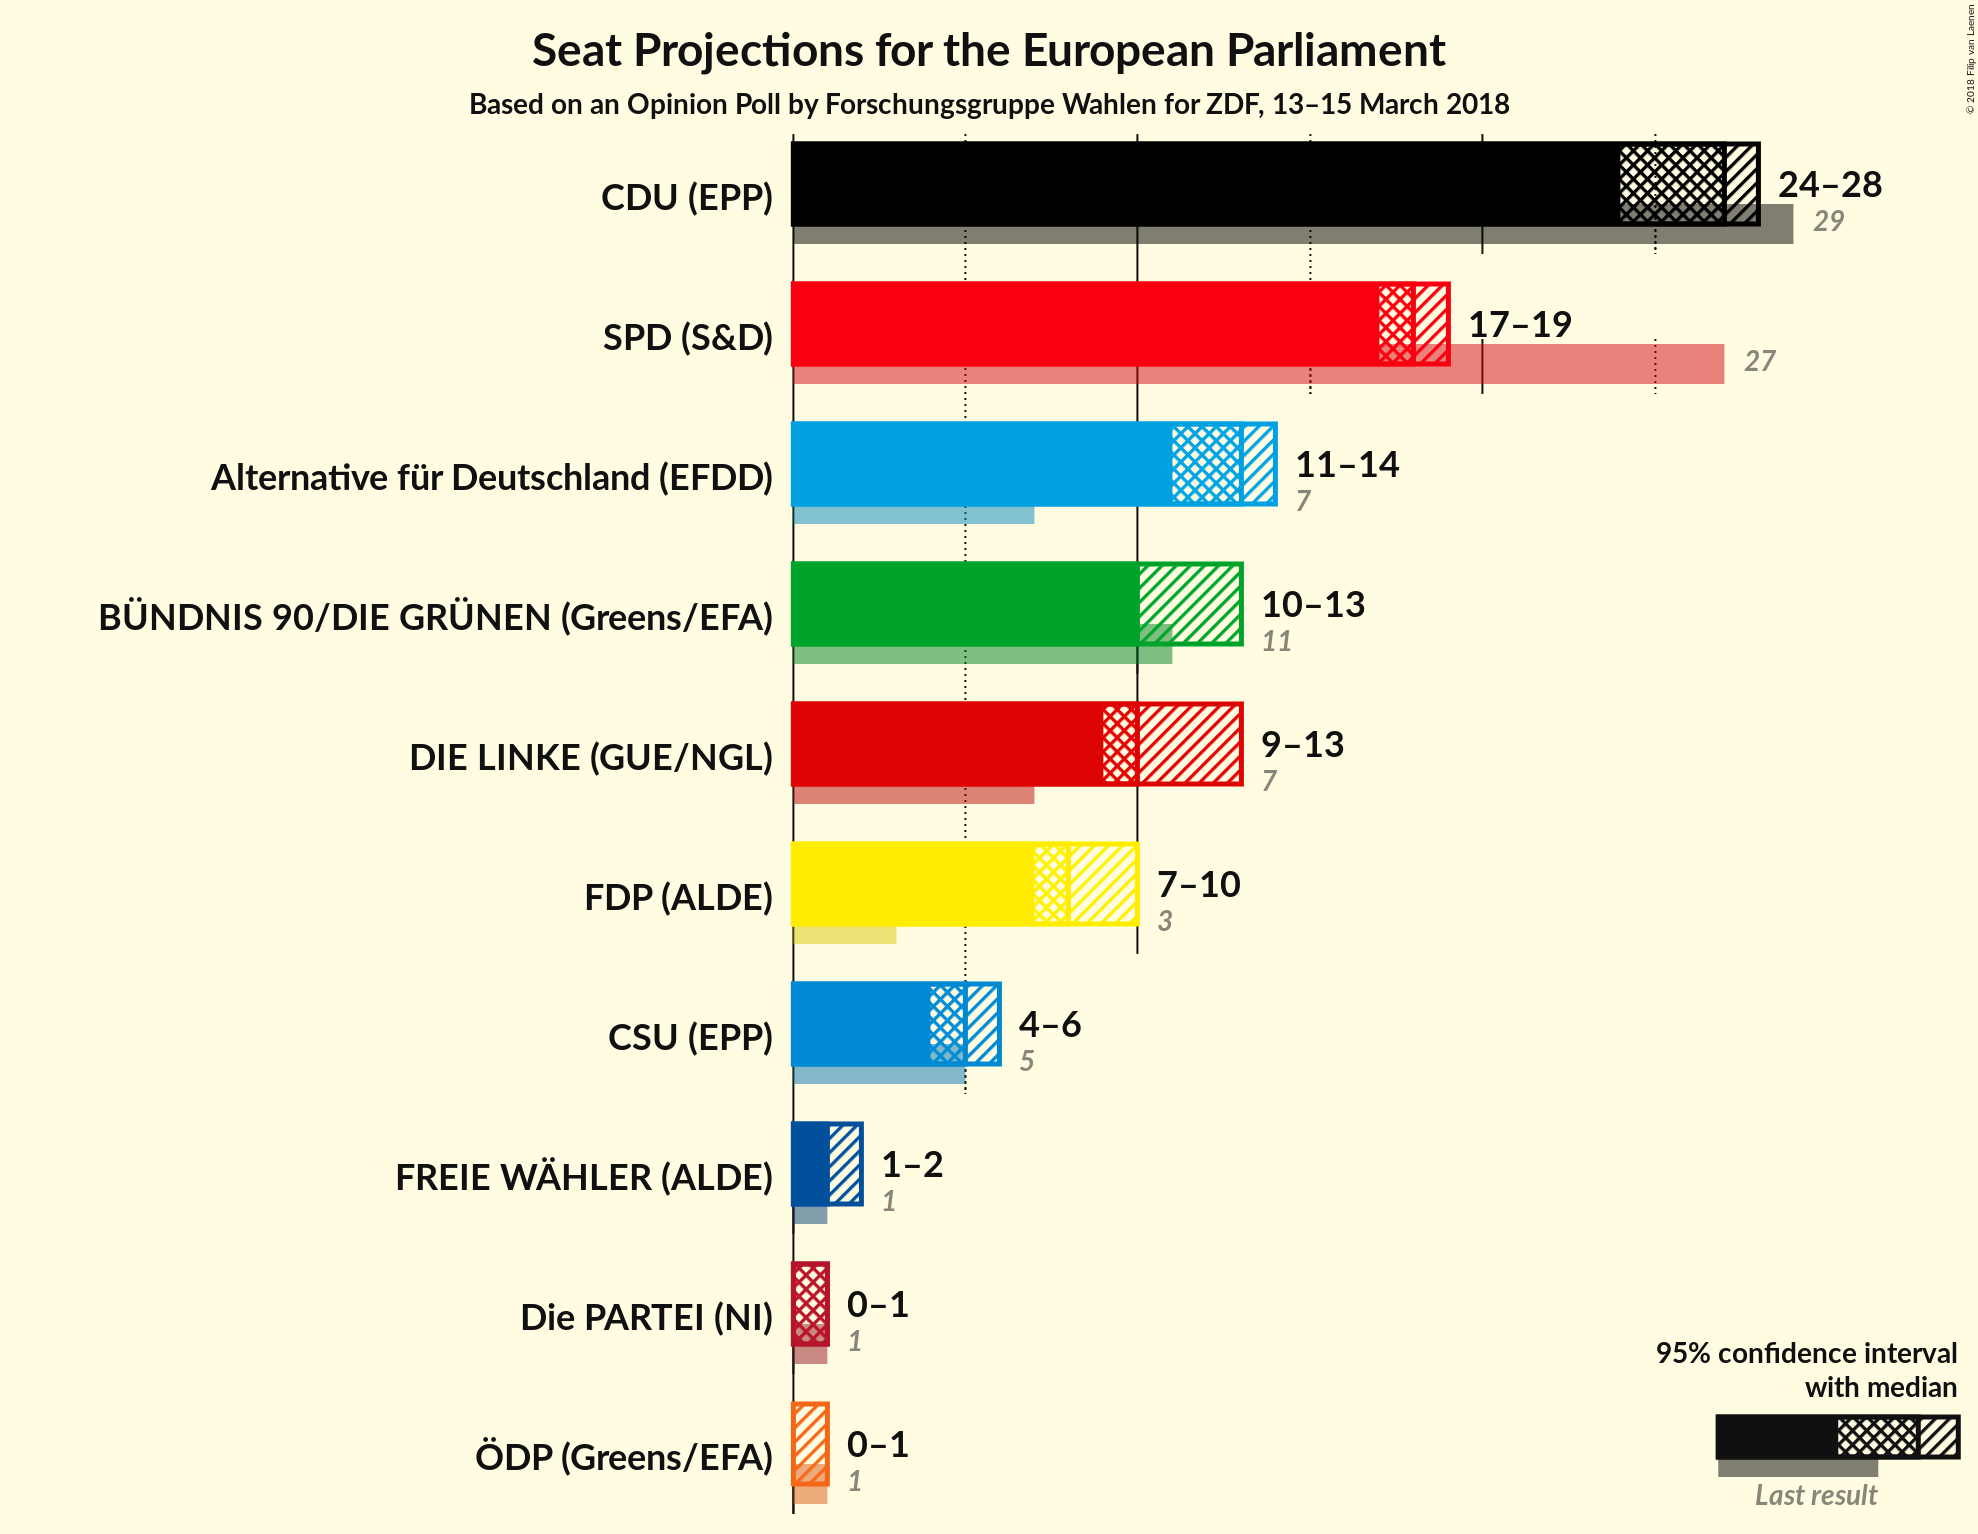 Seat Projections for the European Parliament
Based on an Opinion Poll by Forschungsgruppe Wahlen for ZDF, 13–15 March 2018
© 2018 Filip van Laenen
CDU (EPP)
24–28
29
SPD (S&D)
17–19
27
Alternative für Deutschland (EFDD)
11–14
7
BÜNDNIS 90/DIE GRÜNEN (Greens/EFA)
10–13
11
DIE LINKE (GUE/NGL)
9–13
7
FDP (ALDE)
7–10
3
CSU (EPP)
4–6
5
FREIE WÄHLER (ALDE)
1–2
1
Die PARTEI (NI)
0–1
1
ÖDP (Greens/EFA)
0–1
1
95% confidence interval
with median
Last result